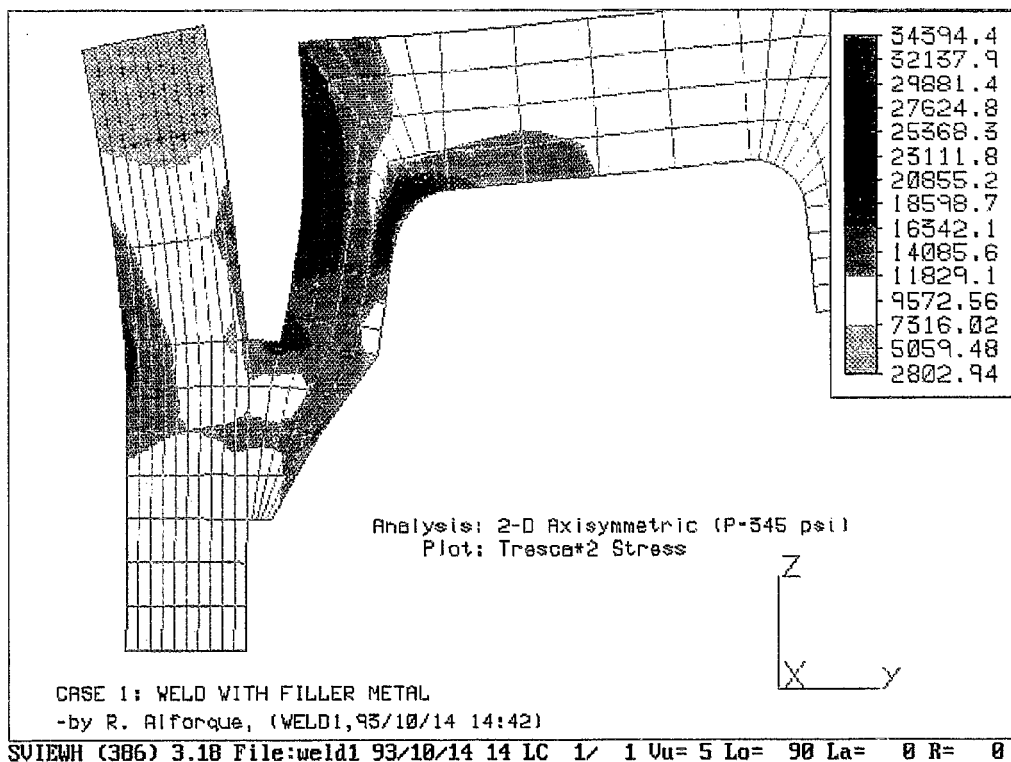 34394.4
32137.9
29881.4
27624.8
25368.3
23111.8
20855.2
18598.7
16342.1
14085.6
11829.1
9572.56
7316.02
5059.48
2802.94
Analysis: 2-D Axisymmetric (P=345 psi)
Plot: Tresca*2 Stress
Z
X Y
CASE 1: WELD WITH FILLER METAL
-by R. Alforque, (WELD1,93/10/14 14:42)
SVIEWH (386) 3.18 File:weld1 93/10/14 14 LC 1/ 1 Vu= 5 Lo= 90 La= 0 R= 0